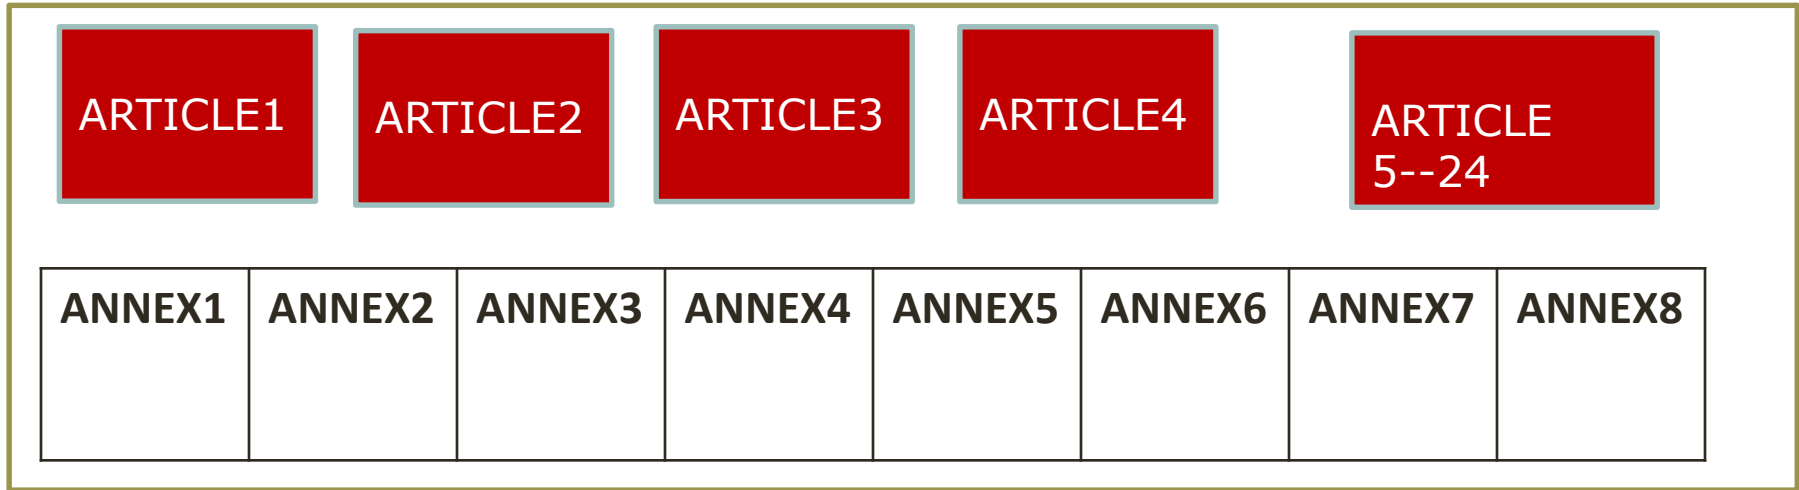 ARTICLE1
ARTICLE2
ARTICLE3
ARTICLE4
ARTICLE
5--24
ANNEX1
ANNEX2
ANNEX3
ANNEX4
ANNEX5
ANNEX6
ANNEX7
ANNEX8